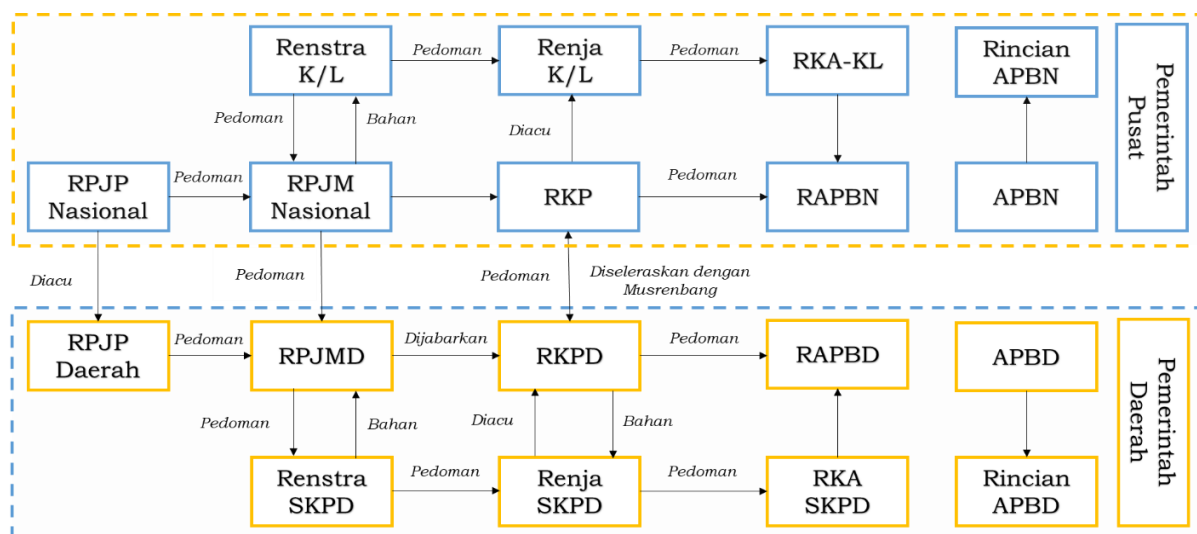 Renstra
K/L
Pedoman
Renja
K/L
Pedoman
RKA-KL
Rincian
APBN
Pemerintah
Pusat
Pedoman
Bahan
Diacu
RPJP
Nasional
Pedoman
RPJM
Nasional
RKP
Pedoman
RAPBN
APBN
Diacu
Pedoman
Pedoman
Diselaraskan dengan
Musrenbang
RPJP
Daerah
Pedoman
RPJMD
Dijabarkan
RKPD
Pedoman
RAPBD
APBD
Pemerintah
Daerah
Pedoman
Bahan
Diacu
Bahan
Renstra
SKPD
Pedoman
Renja
SKPD
Pedoman
RKA
SKPD
Rincian
APBD